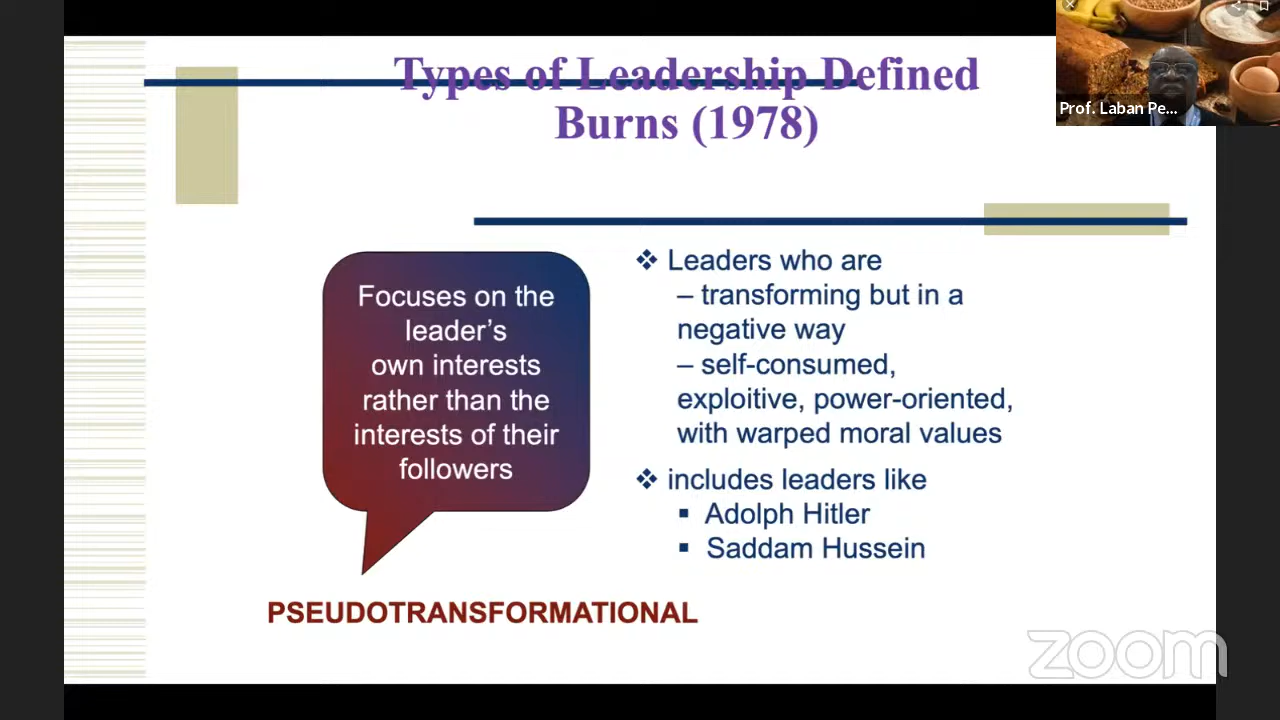 Types of Leadership Defined
Burns (1978)
Prof. Laban Pe...
Focuses on the
leader’s
own interests
rather than the
interests of their
followers
PSEUDOTRANSFORMATIONAL
❖ Leaders who are
– transforming but in a
negative way
– self-consumed,
exploitive, power-oriented,
with warped moral values
❖ includes leaders like
▪ Adolph Hitler
▪ Saddam Hussein
zoom